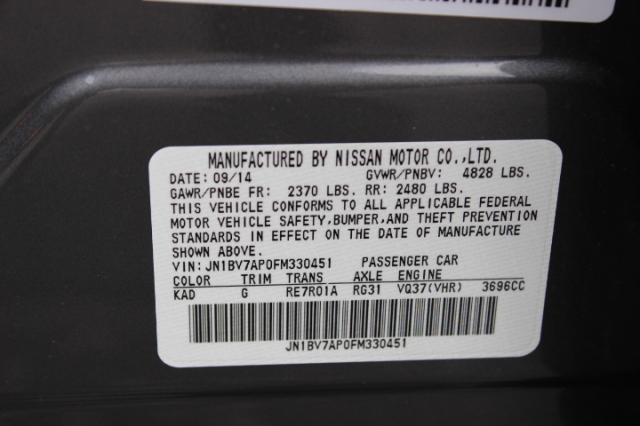 MANUFACTURED BY NISSAN MOTOR CO.,LTD.
DATE: 09/14 GVWR/PNBV: 4828 LBS.
GAWR/PNBE FR: 2370 LBS. RR: 2480 LBS.
THIS VEHICLE CONFORMS TO ALL APPLICABLE FEDERAL
MOTOR VEHICLE SAFETY,BUMPER,AND THEFT PREVENTION
STANDARDS IN EFFECT ON THE DATE OF MANUFACTURE
SHOWN ABOVE.
VIN: JN1BV7AP0FM330451 PASSENGER CAR
COLOR TRIM TRANS AXLE ENGINE
KAD G RE7R01A RG31 VQ37(VHR) 3696CC
JN1BV7AP0FM330451